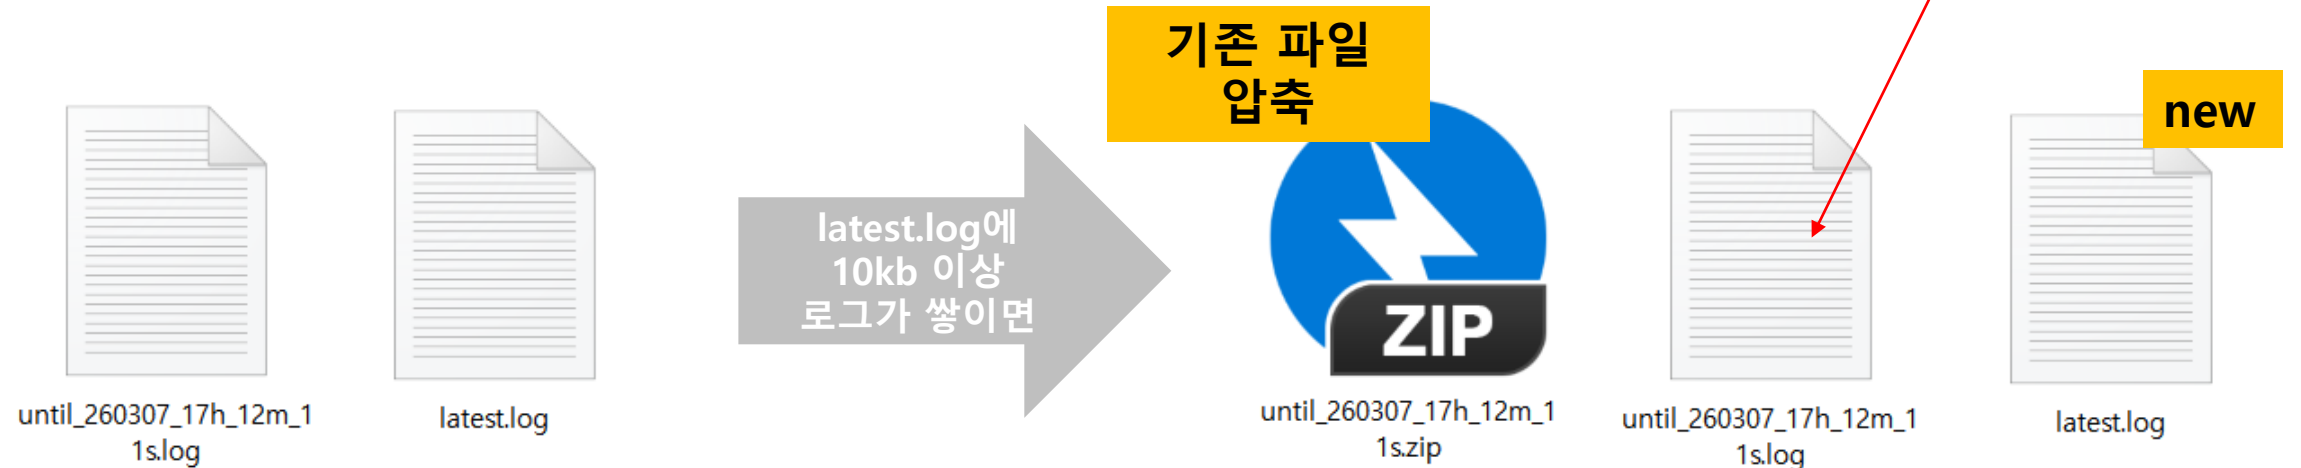 기존 파일
압축
new
latest.log에
10kb 이상
로그가 쌓이면
ZIP
until_260307_17h_12m_1
1s.log
latest.log
until_260307_17h_12m_1
1s.zip
until_260307_17h_12m_1
1s.log
latest.log